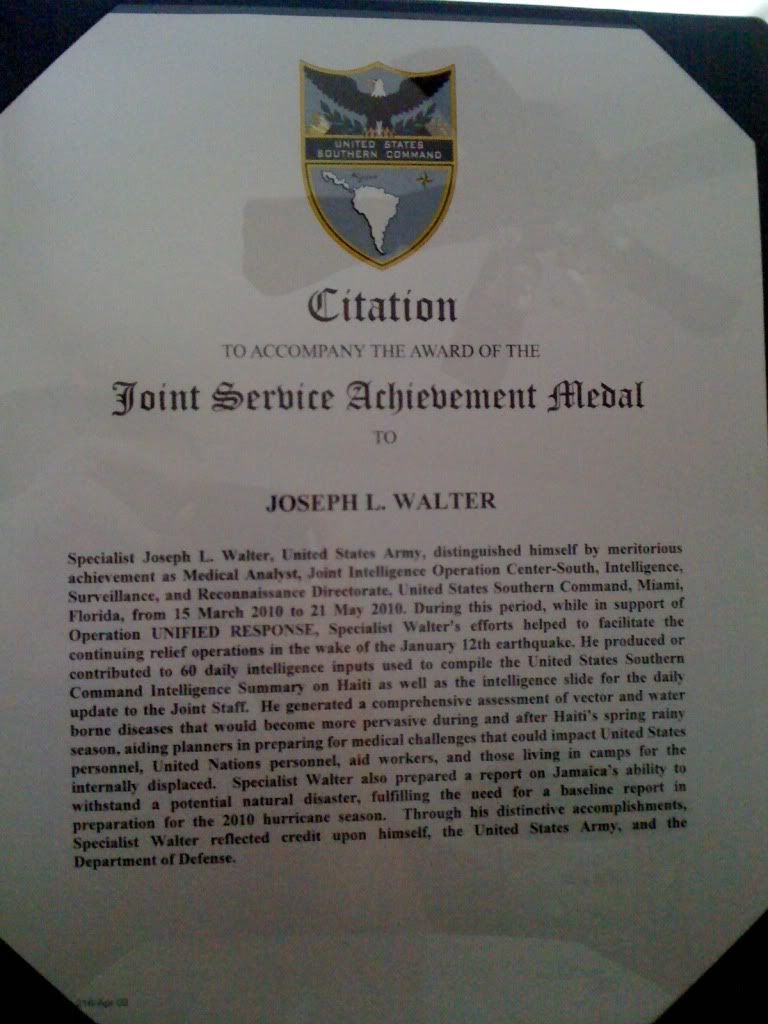 UNITED STATES
SOUTHERN COMMAND
Citation
TO ACCOMPANY THE AWARD OF THE
Joint Service Achievement Medal
TO
JOSEPH L. WALTER
Specialist Joseph L. Walter, United States Army, distinguished himself by meritorious
achievement as Medical Analyst, Joint Intelligence Operation Center-South, Intelligence,
Surveillance, and Reconnaissance Directorate, United States Southern Command, Miami,
Florida, from 15 March 2010 to 21 May 2010. During this period, while in support of
Operation UNIFIED RESPONSE, Specialist Walter's efforts helped to facilitate the
continuing relief operations in the wake of the January 12th earthquake. He produced or
contributed to 60 daily intelligence inputs used to compile the United States Southern
Command Intelligence Summary on Haiti as well as the intelligence slide for the daily
update to the Joint Staff. He generated a comprehensive assessment of vector and water
borne diseases that would become more pervasive during and after Haiti's spring rainy
season, aiding planners in preparing for medical challenges that could impact United States
personnel, United Nations personnel, aid workers, and those living in camps for the
internally displaced. Specialist Walter also prepared a report on Jamaica's ability to
withstand a potential natural disaster, fulfilling the need for a baseline report in
preparation for the 2010 hurricane season. Through his distinctive accomplishments,
Specialist Walter reflected credit upon himself, the United States Army, and the
Department of Defense.